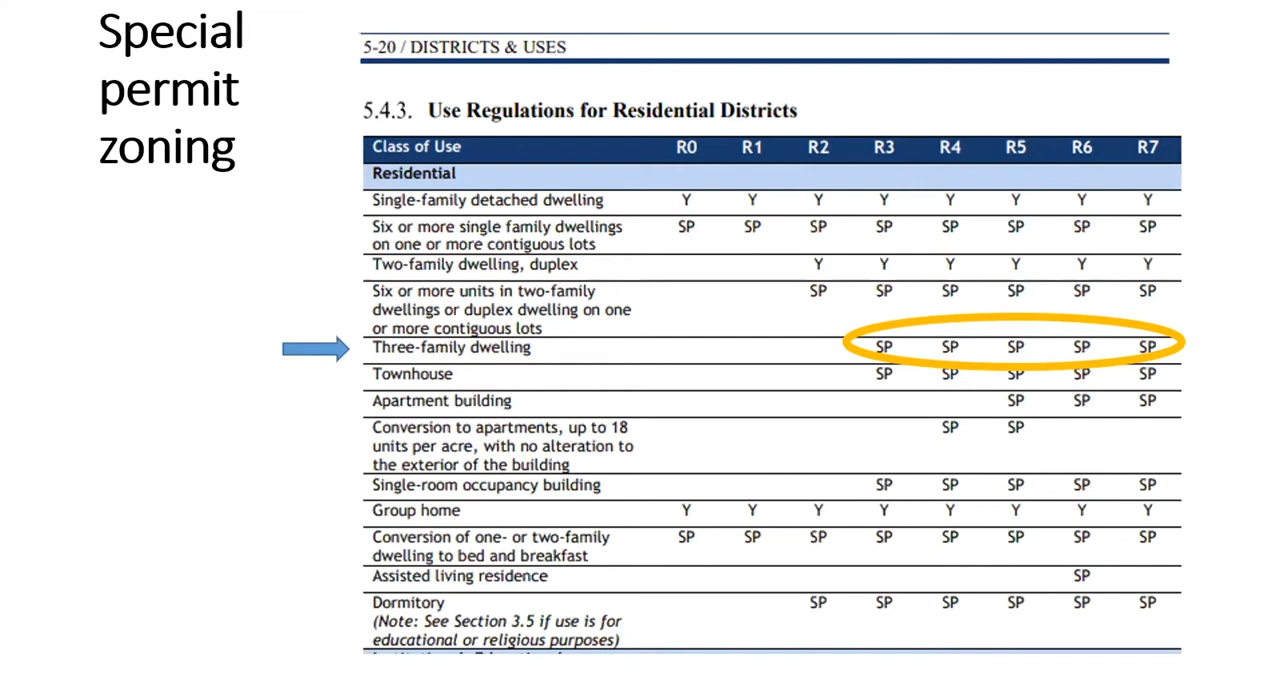 Special
permit
zoning
5-20 / DISTRICTS & USES
5.4.3. Use Regulations for Residential Districts
Class of Use R0 R1 R2 R3 R4 R5 R6 R7
Residential
Single-family detached dwelling Y Y Y Y Y Y Y Y
Six or more single family dwellings
on one or more contiguous lots SP SP SP SP SP SP SP SP
Two-family dwelling, duplex Y Y Y Y Y Y
Six or more units in two-family
dwellings or duplex dwelling on one
or more contiguous lots SP SP SP SP SP SP
Three-family dwelling SP SP SP SP SP
Townhouse SP SP SP SP SP
Apartment building SP SP SP
Conversion to apartments, up to 18
units per acre, with no alteration to
the exterior of the building SP SP
Single-room occupancy building SP SP SP SP SP
Group home Y Y Y Y Y Y Y Y
Conversion of one- or two-family
dwelling to bed and breakfast SP SP SP SP SP SP SP SP
Assisted living residence SP
Dormitory SP SP SP SP SP SP
(Note: See Section 3.5 if use is for
educational or religious purposes)